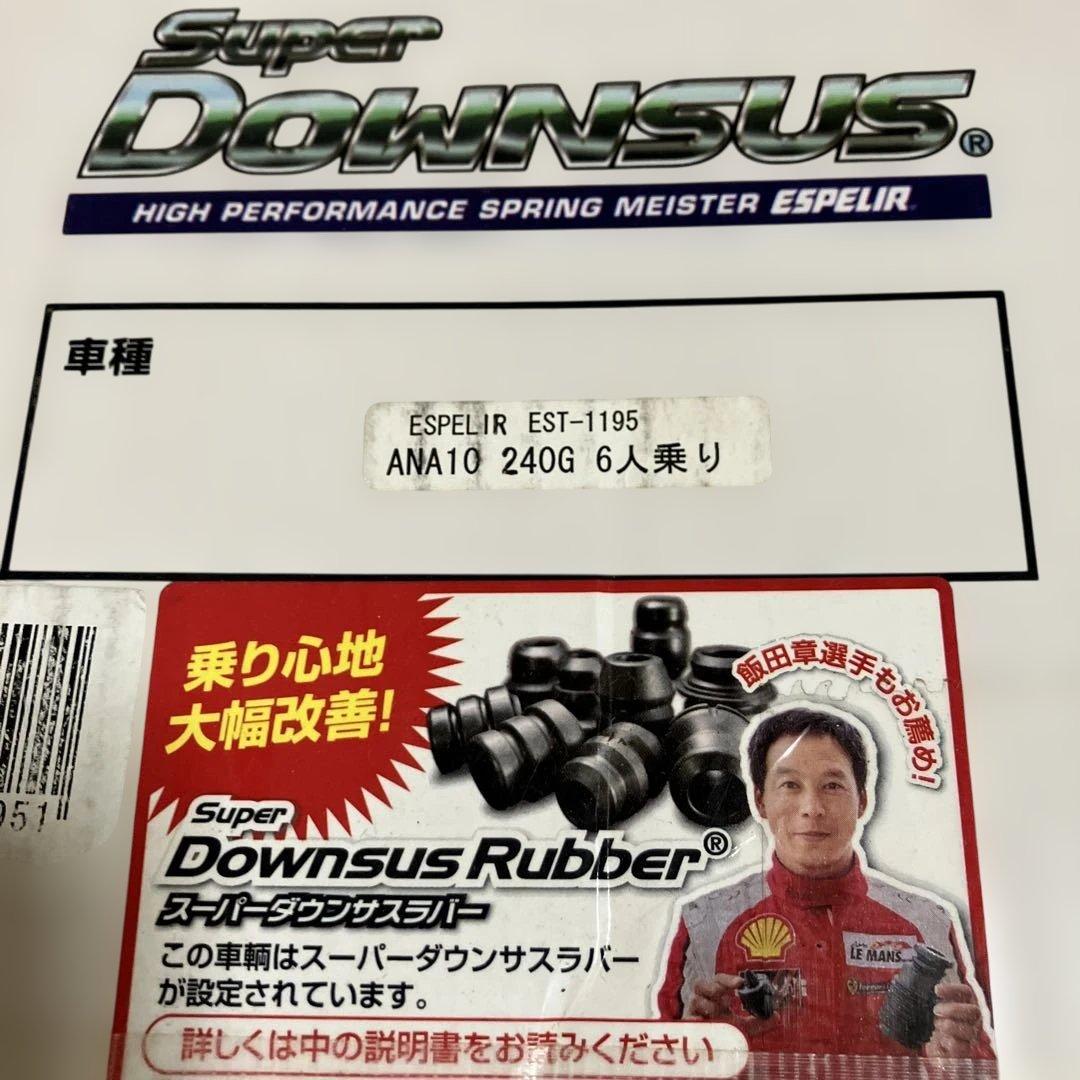 Super
DOWNSUS®
HIGH PERFORMANCE SPRING MEISTER ESPELIR
車種
ESPELIR EST-1195
ANA10 240G 6人乗り
951
乗り心地
大幅改善!
飯田章選手もお薦め!
Super
Downsus Rubber®
スーパーダウンサスラバー
この車輌はスーパーダウンサスラバー
が設定されています。
LE MANS
詳しくは中の説明書をお読みください